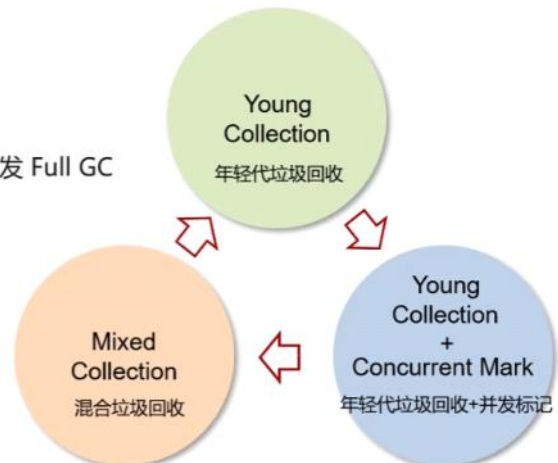 Young
Collection
年轻代垃圾回收
发 Full GC
Young
Collection
+
Concurrent Mark
年轻代垃圾回收+并发标记
Mixed
Collection
混合垃圾回收